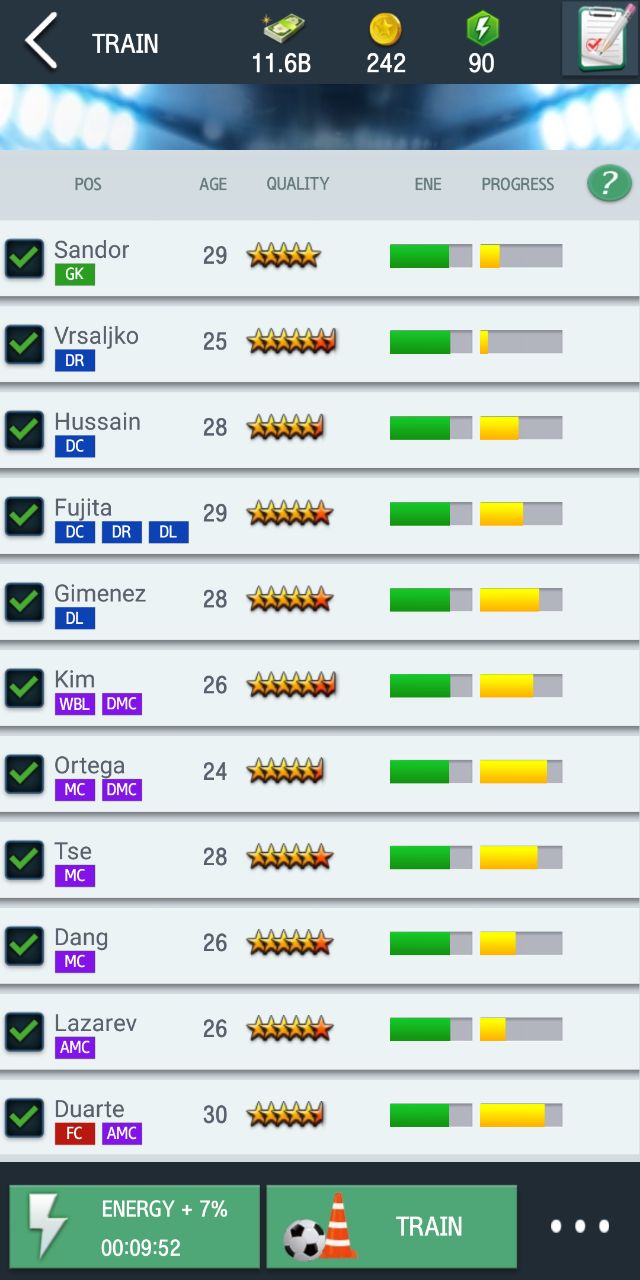 TRAIN
11.6B 242 90
POS AGE QUALITY ENE PROGRESS ?
Sandor 29
GK
Vrsaljko 25
DR
Hussain 28
DC
Fujita 29
DC DR DL
Gimenez 28
DL
Kim 26
WBL DMC
Ortega 24
MC DMC
Tse 28
MC
Dang 26
MC
Lazarev 26
AMC
Duarte 30
FC AMC
ENERGY + 7%
00:09:52
TRAIN